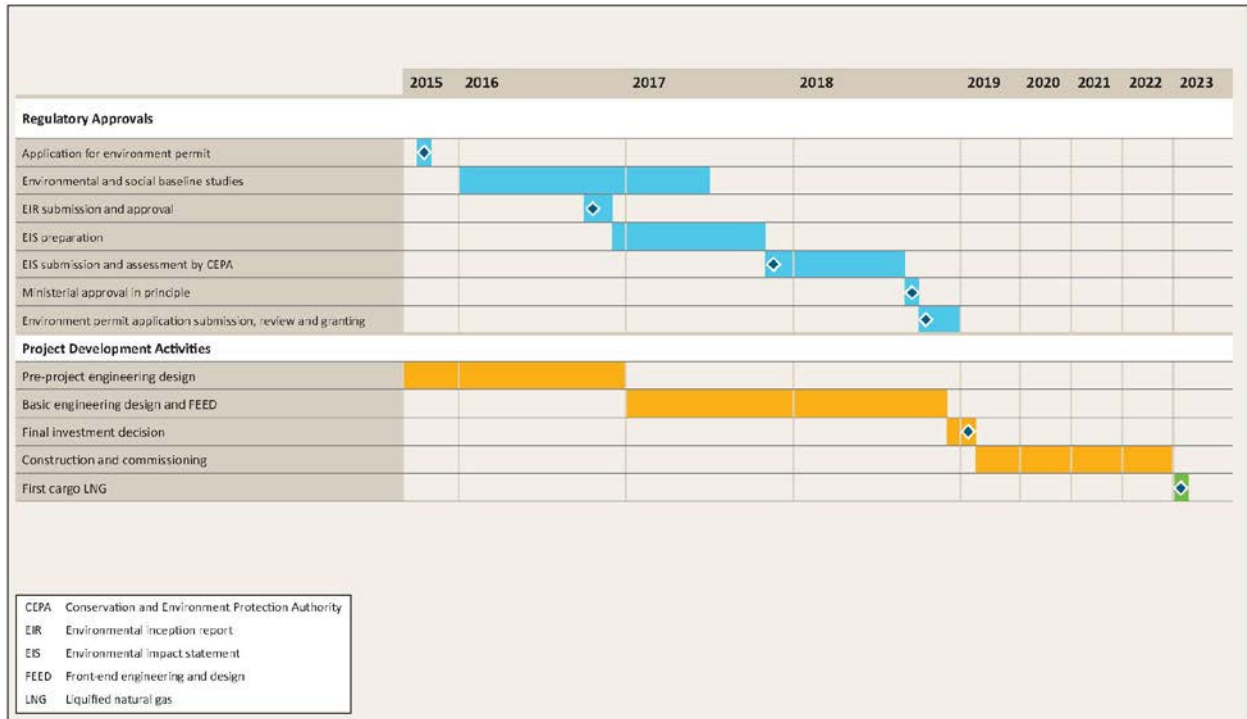 2015 2016 2017 2018 2019 2020 2021 2022 2023
Regulatory Approvals
Application for environment permit
Environmental and social baseline studies
EIR submission and approval
EIS preparation
EIS submission and assessment by CEPA
Ministerial approval in principle
Environment permit application submission, review and granting
Project Development Activities
Pre-project engineering design
Basic engineering design and FEED
Final investment decision
Construction and commissioning
First cargo LNG
CEPA Conservation and Environment Protection Authority
EIR Environmental inception report
EIS Environmental impact statement
FEED Front-end engineering and design
LNG Liquified natural gas